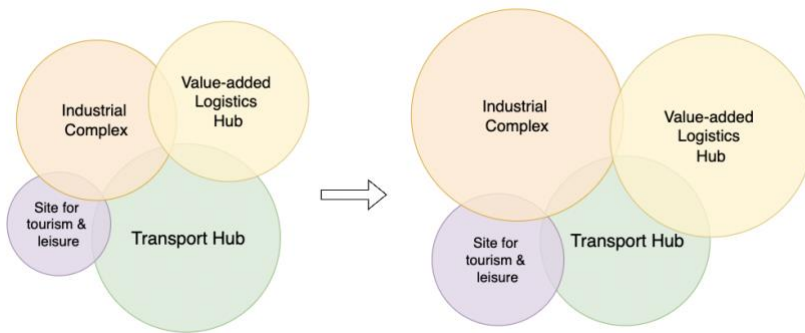 Industrial
Complex
Value-added
Logistics
Hub
Site for
tourism &
leisure
Transport Hub
Industrial
Complex
Value-added
Logistics
Hub
Site for
tourism &
leisure
Transport Hub